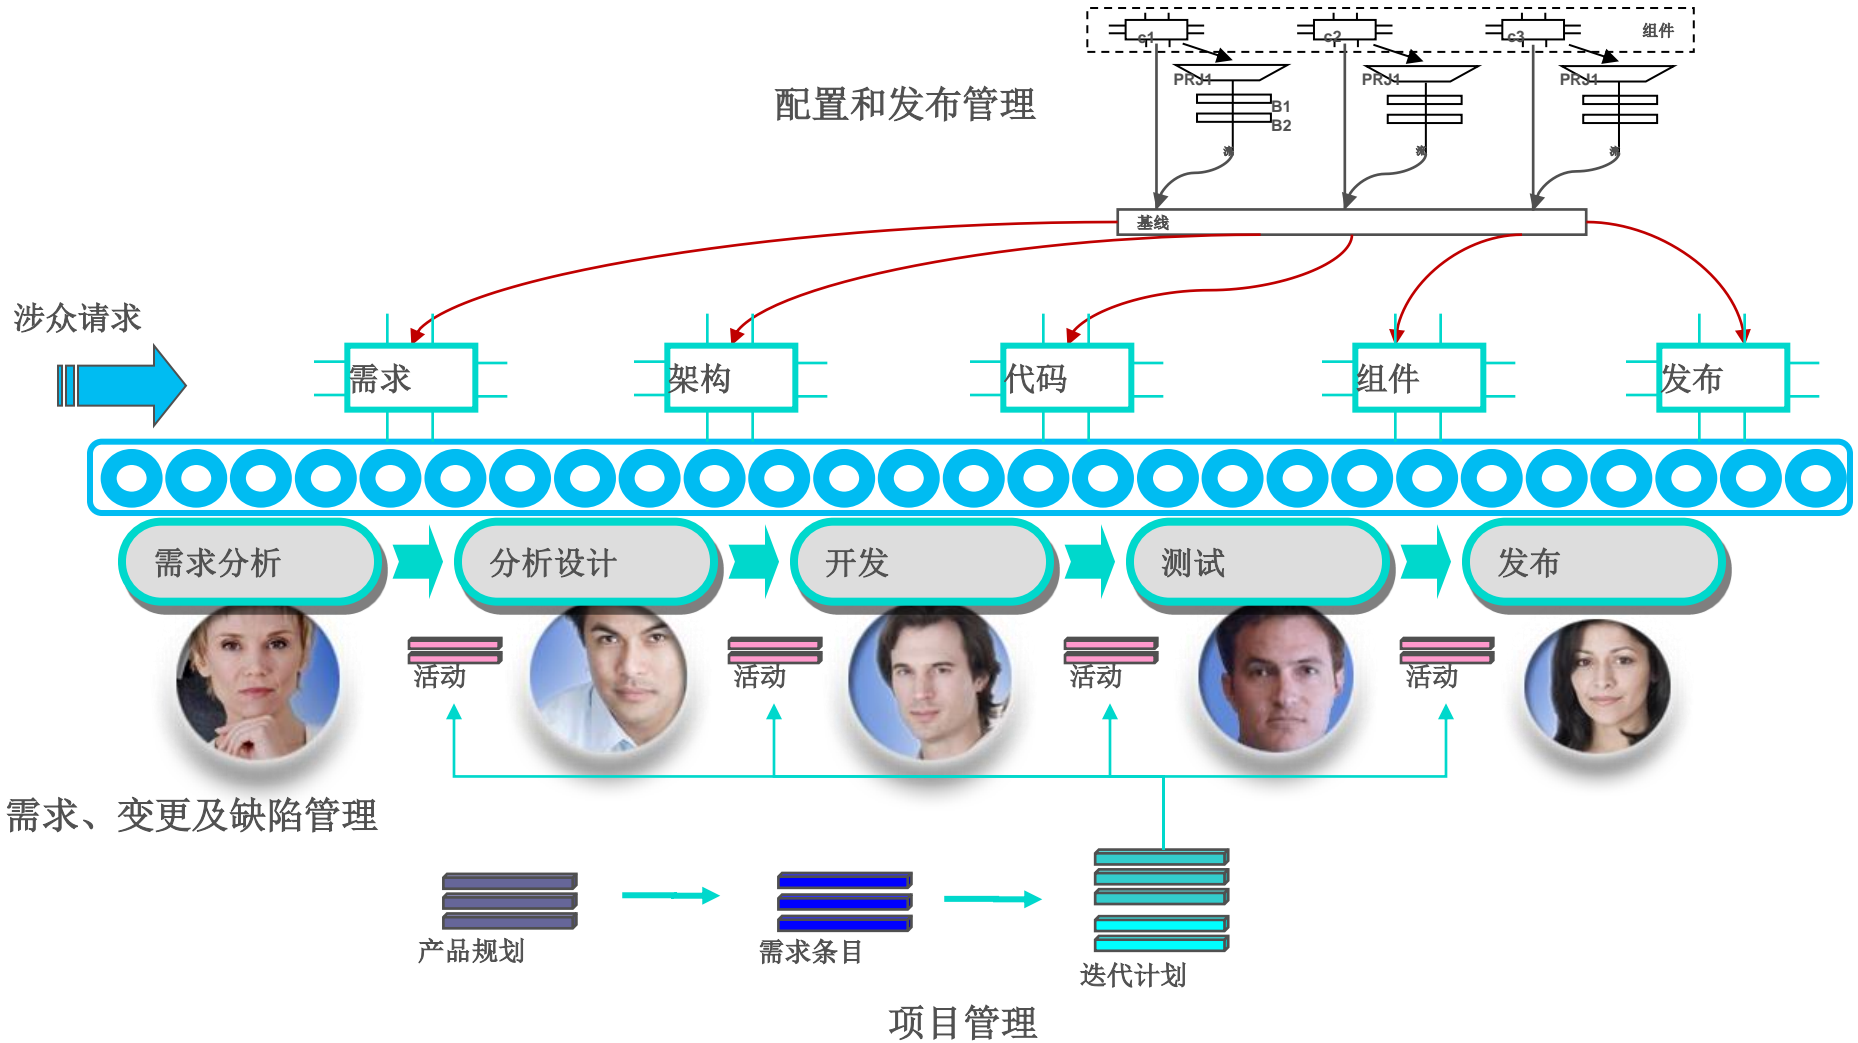 c1
c2
c3
组件
PRJ1
PRJ1
PRJ1
B1
B2
配置和发布管理
基线
涉众请求
需求
架构
代码
组件
发布
需求分析
分析设计
开发
测试
发布
活动
活动
活动
活动
需求、变更及缺陷管理
产品规划
需求条目
迭代计划
项目管理